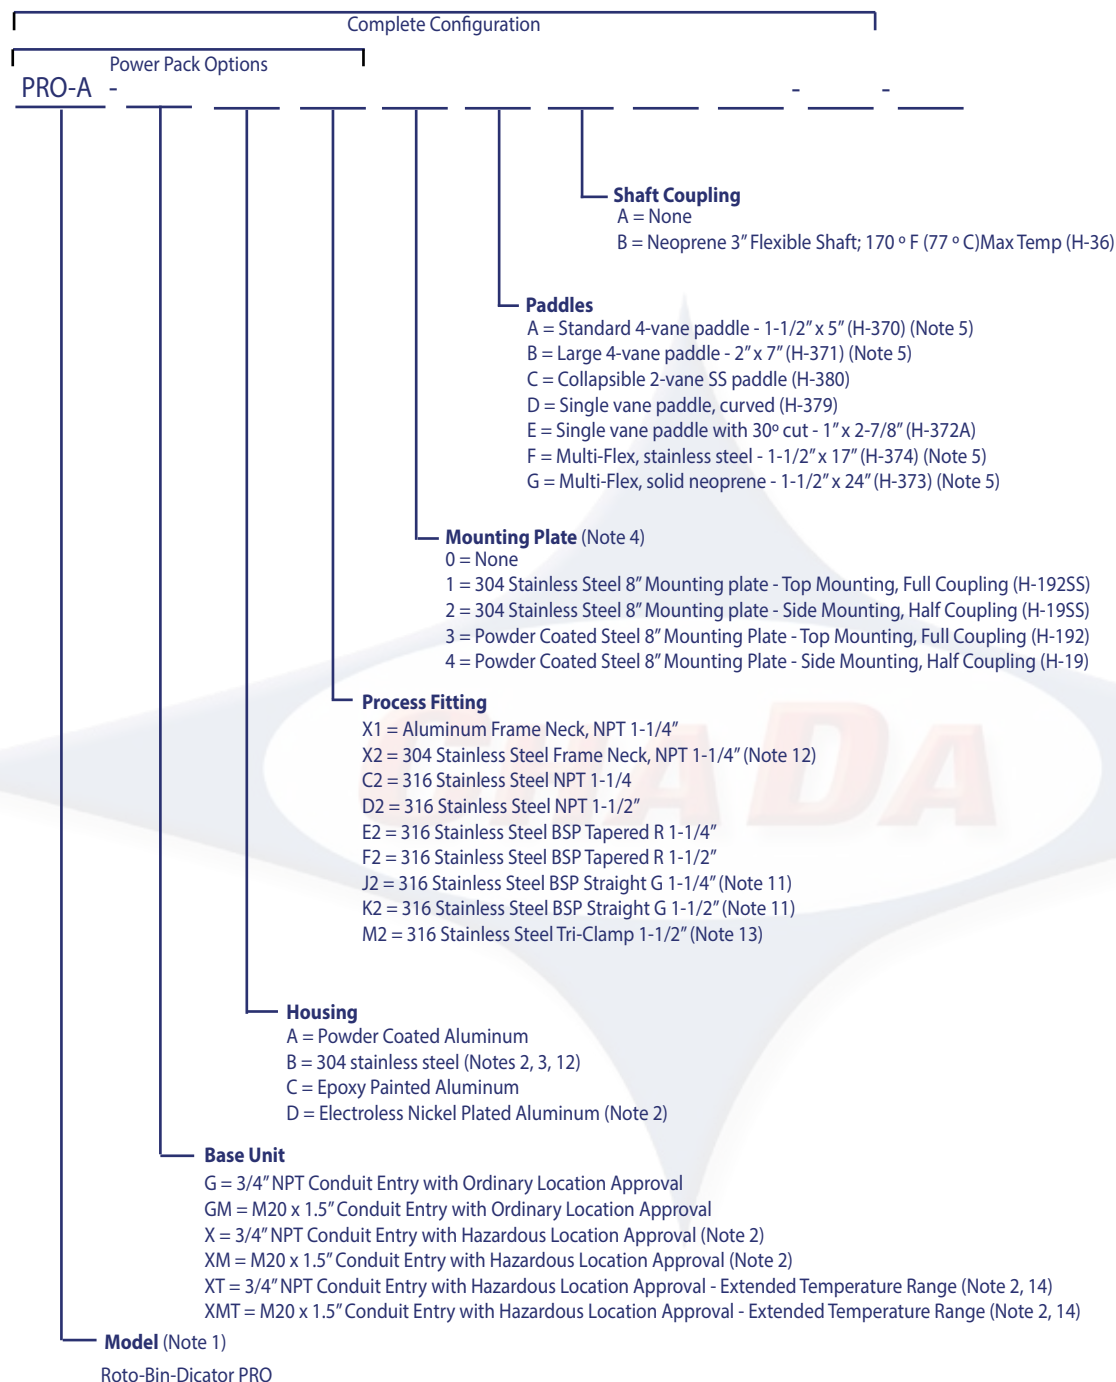 Complete Configuration
Power Pack Options
PRO-A - - -
Shaft Coupling
A = None
B = Neoprene 3" Flexible Shaft; 170 º F (77 º C)Max Temp (H-36)
Paddles
A = Standard 4-vane paddle - 1-1/2" x 5" (H-370) (Note 5)
B = Large 4-vane paddle - 2" x 7" (H-371) (Note 5)
C = Collapsible 2-vane SS paddle (H-380)
D = Single vane paddle, curved (H-379)
E = Single vane paddle with 30º cut - 1" x 2-7/8" (H-372A)
F = Multi-Flex, stainless steel - 1-1/2" x 17" (H-374) (Note 5)
G = Multi-Flex, solid neoprene - 1-1/2" x 24" (H-373) (Note 5)
Mounting Plate (Note 4)
0 = None
1 = 304 Stainless Steel 8" Mounting plate - Top Mounting, Full Coupling (H-192SS)
2 = 304 Stainless Steel 8" Mounting plate - Side Mounting, Half Coupling (H-19SS)
3 = Powder Coated Steel 8" Mounting Plate - Top Mounting, Full Coupling (H-192)
4 = Powder Coated Steel 8" Mounting Plate - Side Mounting, Half Coupling (H-19)
Process Fitting
X1 = Aluminum Frame Neck, NPT 1-1/4"
X2 = 304 Stainless Steel Frame Neck, NPT 1-1/4" (Note 12)
C2 = 316 Stainless Steel NPT 1-1/4
D2 = 316 Stainless Steel NPT 1-1/2"
E2 = 316 Stainless Steel BSP Tapered R 1-1/4"
F2 = 316 Stainless Steel BSP Tapered R 1-1/2"
J2 = 316 Stainless Steel BSP Straight G 1-1/4" (Note 11)
K2 = 316 Stainless Steel BSP Straight G 1-1/2" (Note 11)
M2 = 316 Stainless Steel Tri-Clamp 1-1/2" (Note 13)
CHADA
Housing
A = Powder Coated Aluminum
B = 304 stainless steel (Notes 2, 3, 12)
C = Epoxy Painted Aluminum
D = Electroless Nickel Plated Aluminum (Note 2)
Base Unit
G = 3/4" NPT Conduit Entry with Ordinary Location Approval
GM = M20 x 1.5" Conduit Entry with Ordinary Location Approval
X = 3/4" NPT Conduit Entry with Hazardous Location Approval (Note 2)
XM = M20 x 1.5" Conduit Entry with Hazardous Location Approval (Note 2)
XT = 3/4" NPT Conduit Entry with Hazardous Location Approval - Extended Temperature Range (Note 2, 14)
XMT = M20 x 1.5" Conduit Entry with Hazardous Location Approval - Extended Temperature Range (Note 2, 14)
Model (Note 1)
Roto-Bin-Dicator PRO